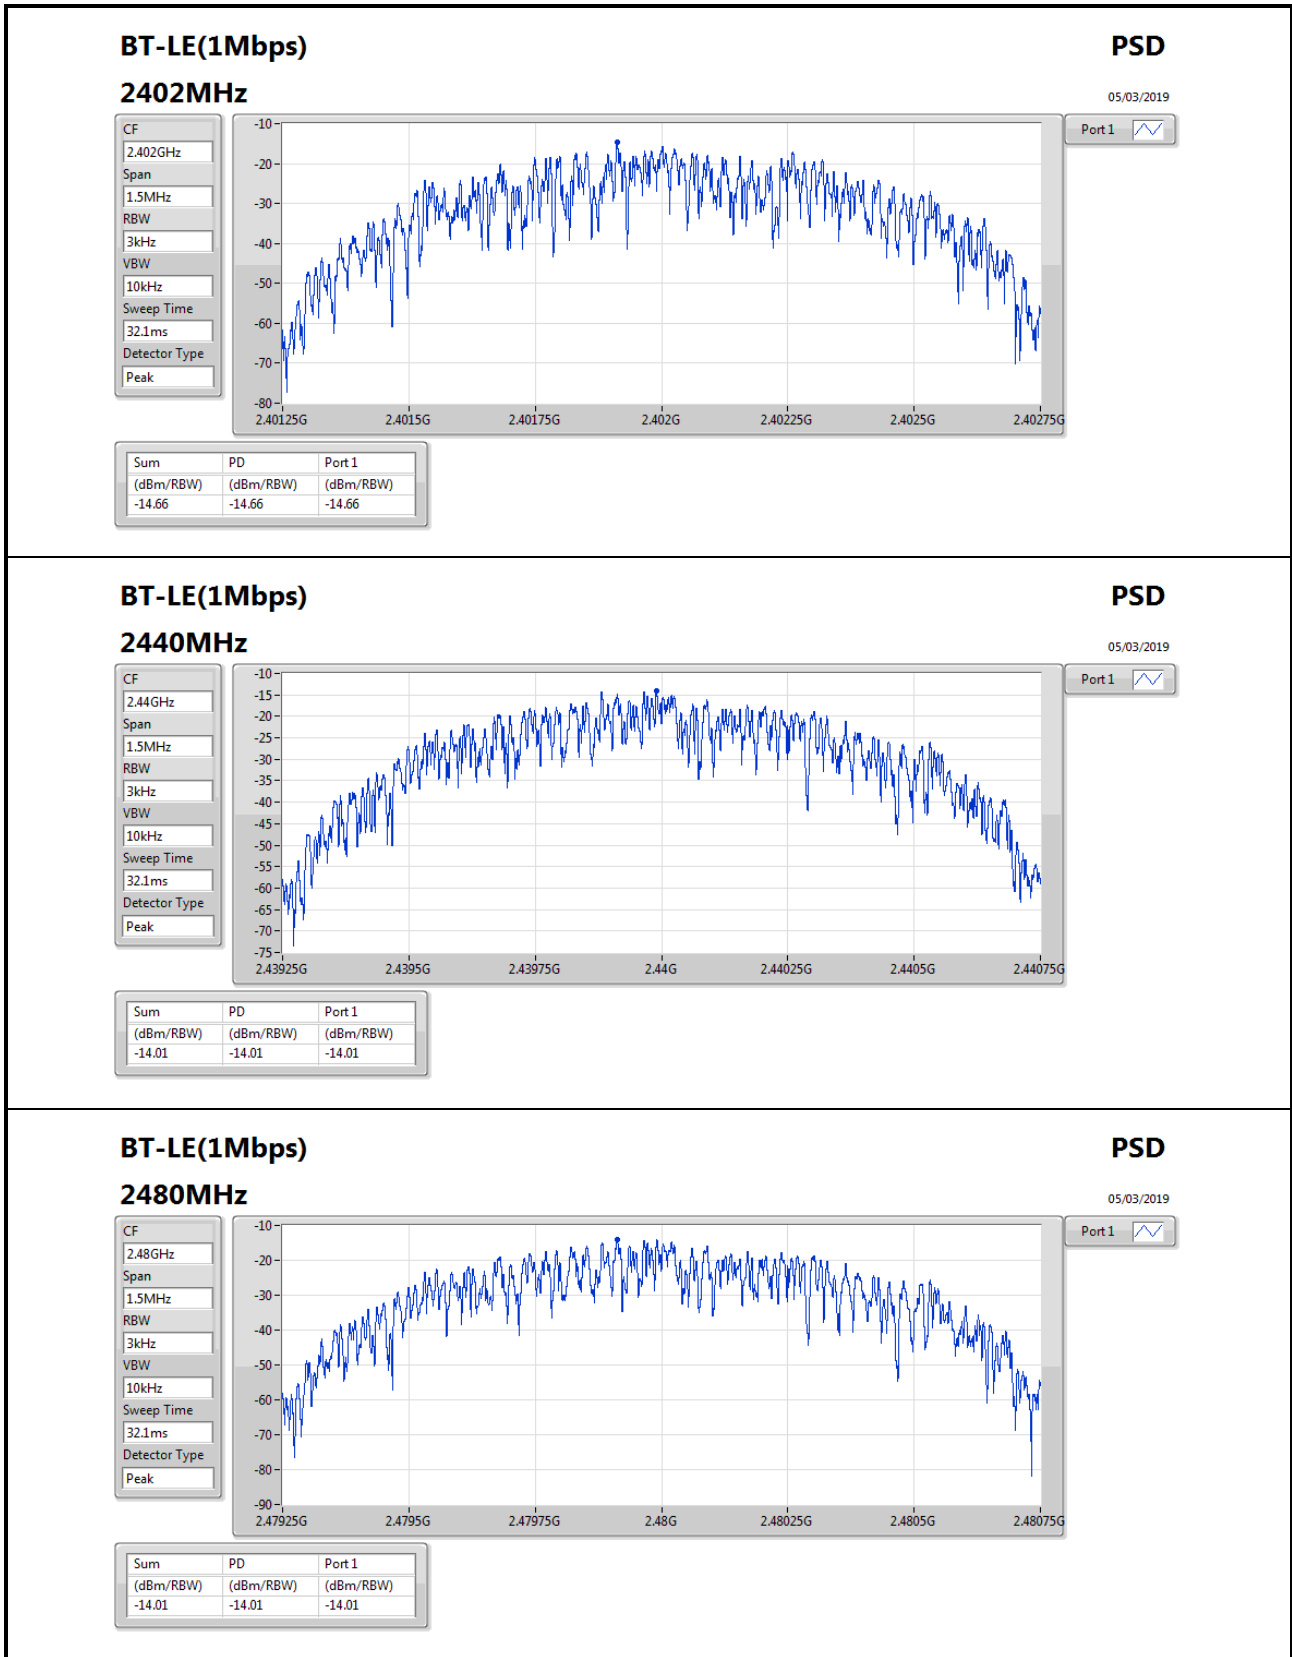 BT-LE(1Mbps) PSD
2402MHz 05/03/2019
CF
2.402GHz
Span
1.5MHz
RBW
3kHz
VBW
10kHz
Sweep Time
32.1ms
Detector Type
Peak
-10
-20
-30
-40
-50
-60
-70
-80
2.40125G 2.4015G 2.40175G 2.402G 2.40225G 2.4025G 2.40275G
Port 1
Sum PD Port 1
(dBm/RBW) (dBm/RBW) (dBm/RBW)
-14.66 -14.66 -14.66
BT-LE(1Mbps) PSD
2440MHz 05/03/2019
CF
2.44GHz
Span
1.5MHz
RBW
3kHz
VBW
10kHz
Sweep Time
32.1ms
Detector Type
Peak
-10
-15
-20
-25
-30
-35
-40
-45
-50
-55
-60
-65
-70
-75
2.43925G 2.4395G 2.43975G 2.44G 2.44025G 2.4405G 2.44075G
Port 1
Sum PD Port 1
(dBm/RBW) (dBm/RBW) (dBm/RBW)
-14.01 -14.01 -14.01
BT-LE(1Mbps) PSD
2480MHz 05/03/2019
CF
2.48GHz
Span
1.5MHz
RBW
3kHz
VBW
10kHz
Sweep Time
32.1ms
Detector Type
Peak
-10
-20
-30
-40
-50
-60
-70
-80
-90
2.47925G 2.4795G 2.47975G 2.48G 2.48025G 2.4805G 2.48075G
Port 1
Sum PD Port 1
(dBm/RBW) (dBm/RBW) (dBm/RBW)
-14.01 -14.01 -14.01